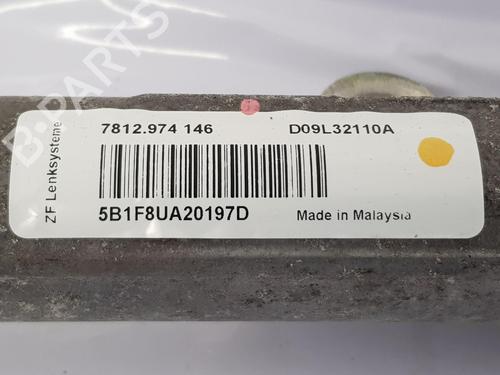 7812.974 146 D09L32110A
ZF Lenksysteme
5B1F8UA20197D Made in Malaysia
B-PARTS